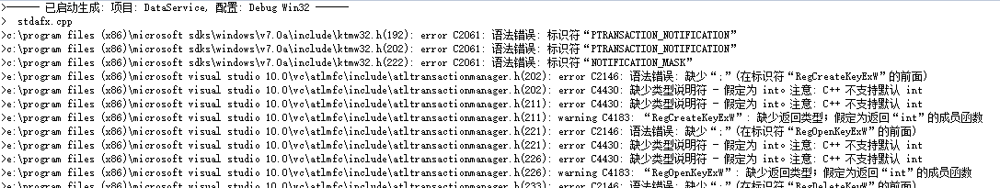 >------ 已启动生成: 项目: DataService, 配置: Debug Win32 ------
>  stdafx.cpp
>c:\program files (x86)\microsoft sdks\windows\v7.0a\include\ktmw32.h(192): error C2061: 语法错误: 标识符“PTRANSACTION_NOTIFICATION”
>c:\program files (x86)\microsoft sdks\windows\v7.0a\include\ktmw32.h(202): error C2061: 语法错误: 标识符“PTRANSACTION_NOTIFICATION”
>c:\program files (x86)\microsoft sdks\windows\v7.0a\include\ktmw32.h(222): error C2061: 语法错误: 标识符“NOTIFICATION_MASK”
>e:\program files (x86)\microsoft visual studio 10.0\vc\atlmfc\include\atltransactionmanager.h(202): error C2146: 语法错误: 缺少“;”(在标识符“RegCreateKeyExW”的前面)
>e:\program files (x86)\microsoft visual studio 10.0\vc\atlmfc\include\atltransactionmanager.h(202): error C4430: 缺少类型说明符 - 假定为 int。注意: C++ 不支持默认 int
>e:\program files (x86)\microsoft visual studio 10.0\vc\atlmfc\include\atltransactionmanager.h(211): error C4430: 缺少类型说明符 - 假定为 int。注意: C++ 不支持默认 int
>e:\program files (x86)\microsoft visual studio 10.0\vc\atlmfc\include\atltransactionmanager.h(211): warning C4183: “RegCreateKeyExW”: 缺少返回类型；假定为返回“int”的成员函数
>e:\program files (x86)\microsoft visual studio 10.0\vc\atlmfc\include\atltransactionmanager.h(221): error C2146: 语法错误: 缺少“;”(在标识符“RegOpenKeyExW”的前面)
>e:\program files (x86)\microsoft visual studio 10.0\vc\atlmfc\include\atltransactionmanager.h(221): error C4430: 缺少类型说明符 - 假定为 int。注意: C++ 不支持默认 int
>e:\program files (x86)\microsoft visual studio 10.0\vc\atlmfc\include\atltransactionmanager.h(226): error C4430: 缺少类型说明符 - 假定为 int。注意: C++ 不支持默认 int
>e:\program files (x86)\microsoft visual studio 10.0\vc\atlmfc\include\atltransactionmanager.h(226): warning C4183: “RegOpenKeyExW”: 缺少返回类型；假定为返回“int”的成员函数
>e:\program files (x86)\microsoft visual studio 10.0\vc\atlmfc\include\atltransactionmanager.h(233): error C2146: 语法错误: 缺少“;”(在标识符“RegDeleteKeyExW”的前面)